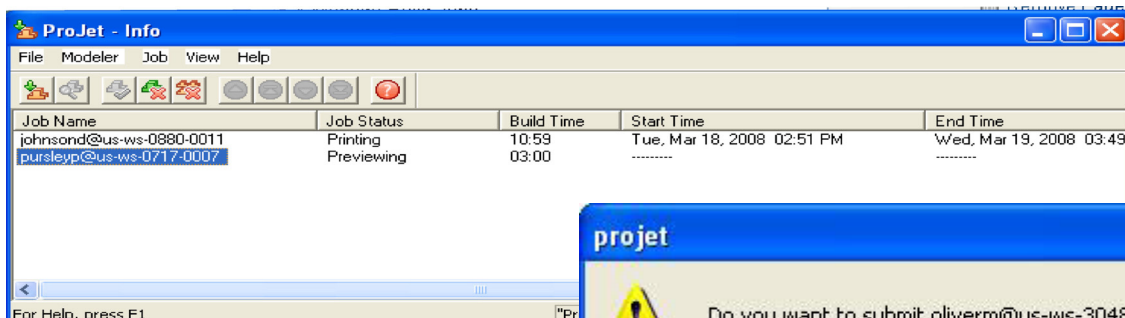 ProJet - Info
File Modeler Job View Help
Job Name Job Status Build Time Start Time End Time
johnsond@us-ws-0880-0011 Printing 10:59 Tue, Mar 18, 2008 02:51 PM Wed, Mar 19, 2008 03:49
pursleyp@us-ws-0717-0007 Previewing 03:00 --------- ---------
projet
Do you want to submit oliverm@us-ws-3048
For Help, press F1 "Pr